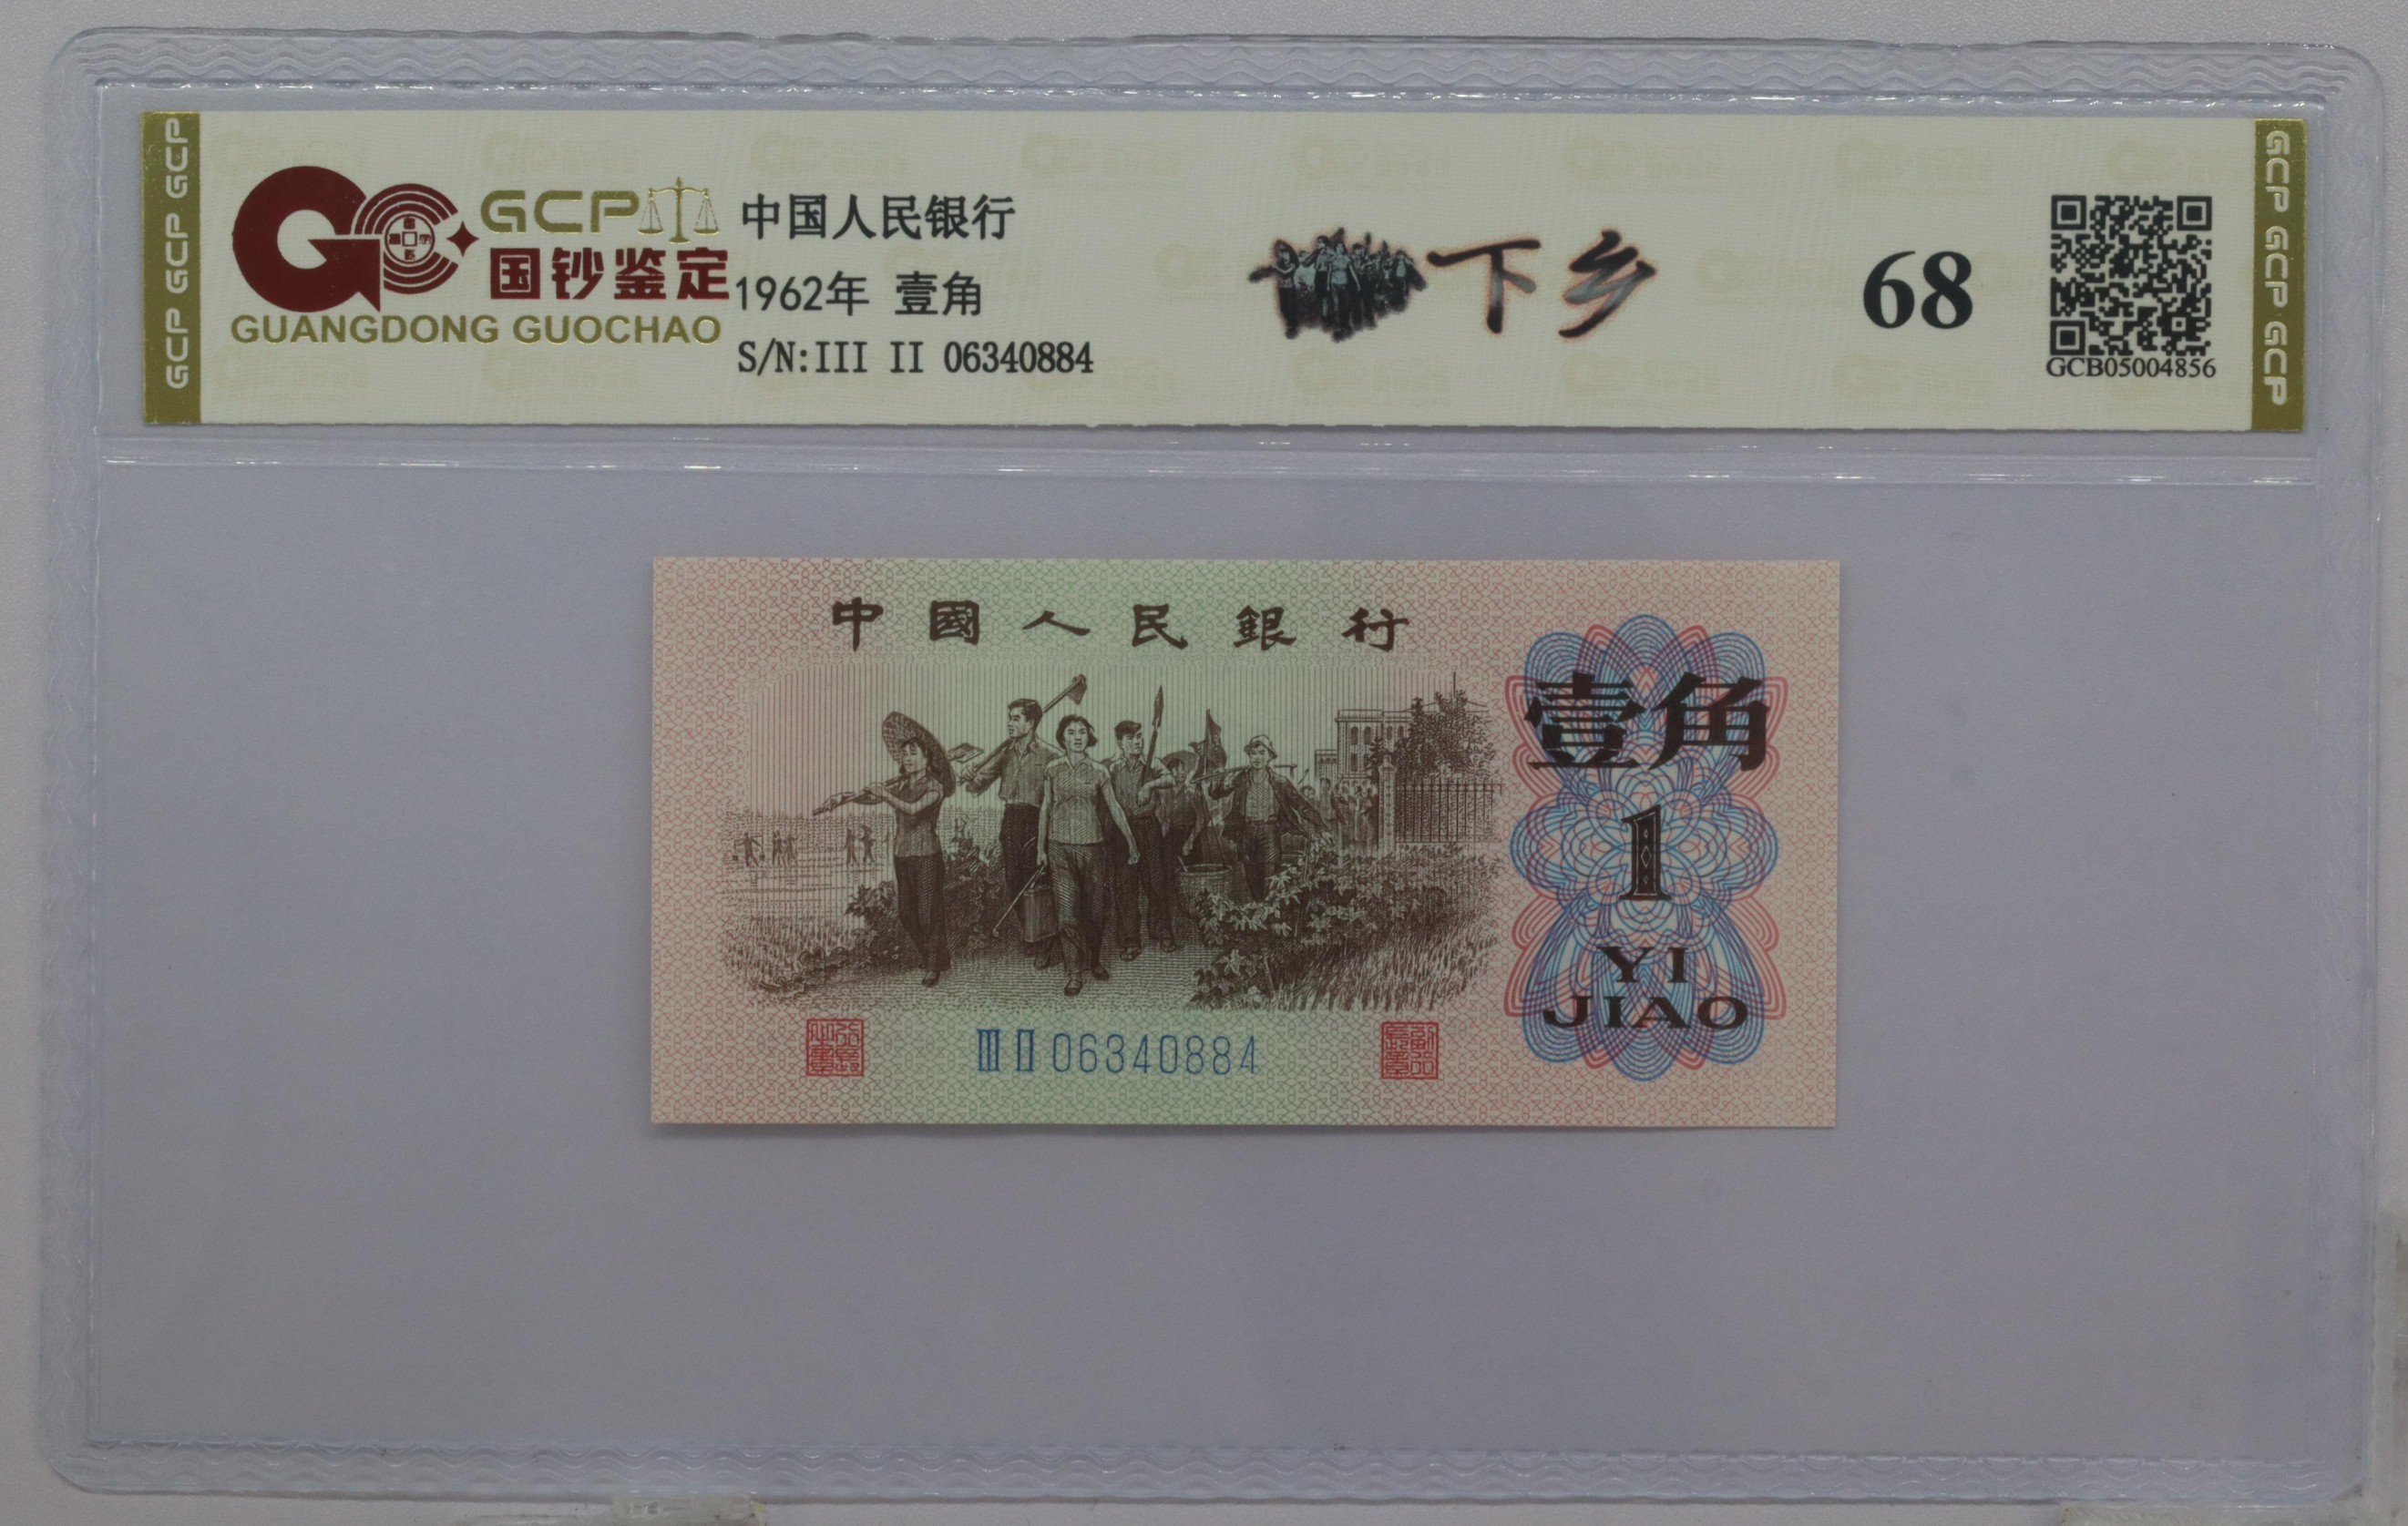 GCP GCP GCP
GCP
国钞鉴定
GUANGDONG GUOCHAO
中国人民银行
1962年 壹角
S/N:III II 06340884
下乡
68
GCB05004856
GCP GCP GCP
中國人民銀行
壹角
1
YI
JIAO
III II 06340884